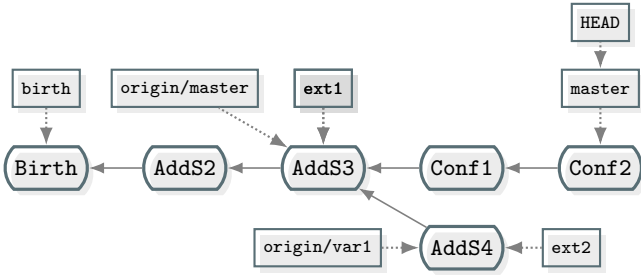 HEAD
birth
origin/master
ext1
master
Birth
AddS2
AddS3
Conf1
Conf2
origin/var1
AddS4
ext2